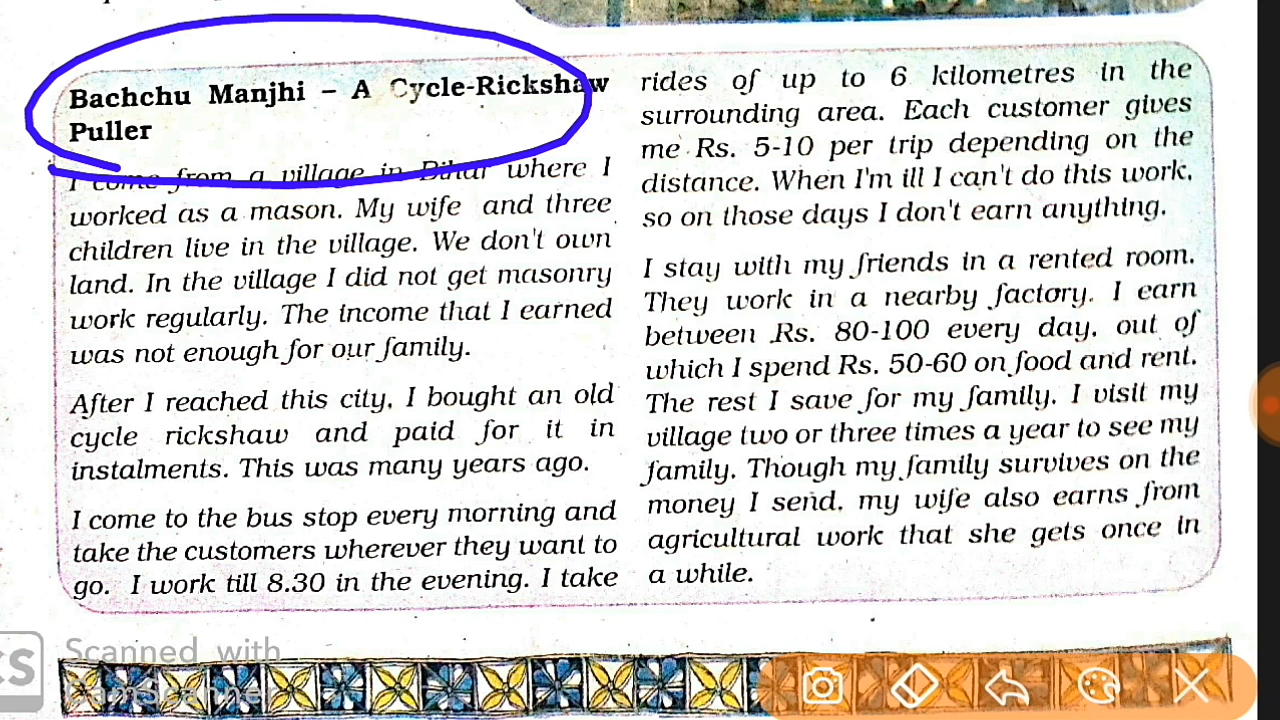 Bachchu Manjhi – A Cycle-Rickshaw
Puller
I come from a village in Bihar where I
worked as a mason. My wife and three
children live in the village. We don't own
land. In the village I did not get masonry
work regularly. The income that I earned
was not enough for our family.
After I reached this city, I bought an old
cycle rickshaw and paid for it in
instalments. This was many years ago.
I come to the bus stop every morning and
take the customers wherever they want to
go. I work till 8.30 in the evening. I take
rides of up to 6 kilometres in the
surrounding area. Each customer gives
me Rs. 5-10 per trip depending on the
distance. When I'm ill I can't do this work,
so on those days I don't earn anything.
I stay with my friends in a rented room.
They work in a nearby factory. I earn
between Rs. 80-100 every day, out of
which I spend Rs. 50-60 on food and rent.
The rest I save for my family. I visit my
village two or three times a year to see my
family. Though my family survives on the
money I send, my wife also earns from
agricultural work that she gets once in
a while.
CS
Scanned with
CamScanner